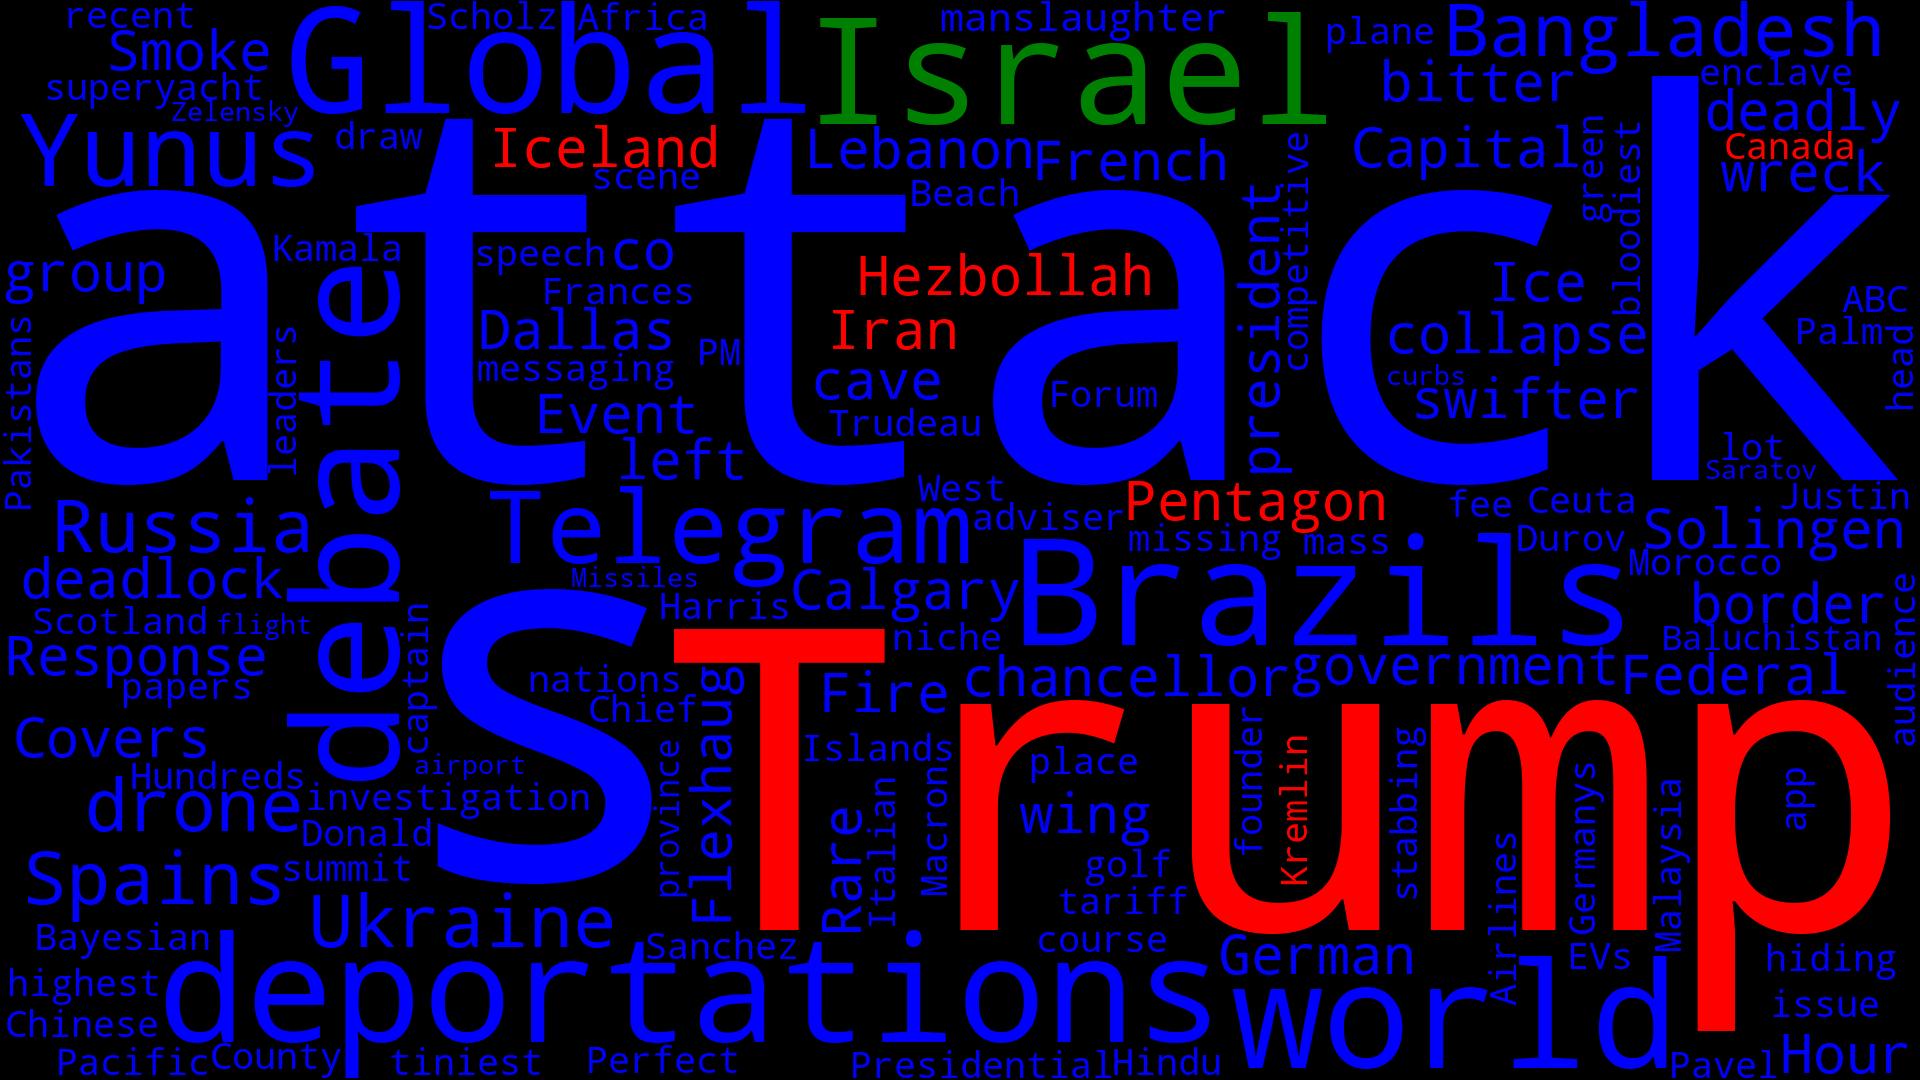 recent
Scholz
Africa
manslaughter
plane
Bangladesh
Smoke
Global
Israel
superyacht
bitter
enclave
Zelensky
deadly
Yunus
draw
Iceland
Lebanon
French
Capital
green
Canada
wreck
scene
Beach
competitive
bloodiest
attack
president
Kamala
speech
co
group
Hezbollah
Ice
Frances
ABC
Dallas
Iran
collapse
Palm
head
Pakistans
leaders
debate
messaging
PM
cave
Forum
curbs
swifter
Event
Trudeau
left
lot
Saratov
West
Pentagon
fee
Ceuta
Justin
Russia
Telegram
adviser
missing
mass
Durov
Solingen
deadlock
Missiles
Calgary
Brazils
Morocco
Scotland
flight
Harris
border
audience
Response
captain
s
niche
Baluchistan
papers
nations
Flexhaug
Trump
Fire
chancellor
government
Federal
Chief
Covers
Islands
place
founder
Kremlin
stabbing
Germanys
app
airport
Hundreds
drone
investigation
province
Rare
Italian
Macron
wing
Malaysia
Donald
Spains
summit
golf
Airlines
tariff
Ukraine
Bayesian
Sanchez
course
German
EVs
hiding
highest
deportations
world
issue
Chinese
Pacific
County
tiniest
Perfect
Presidential
Hindu
Pavel
Hour